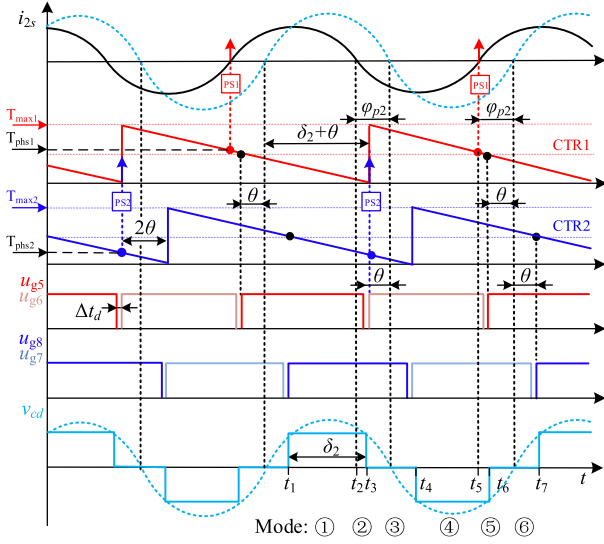 i₂ₛ
PS1
PS1
Tmax1
φp2
φp2
Tphs1
δ₂+θ
CTR1
PS2
PS2
θ
θ
Tmax2
2θ
CTR2
Tphs2
θ
θ
ug5
ug6
Δtd
ug8
ug7
vcd
δ₂
t₁ t₂ t₃ t₄ t₅ t₆ t₇ t
Mode: ① ② ③ ④ ⑤ ⑥